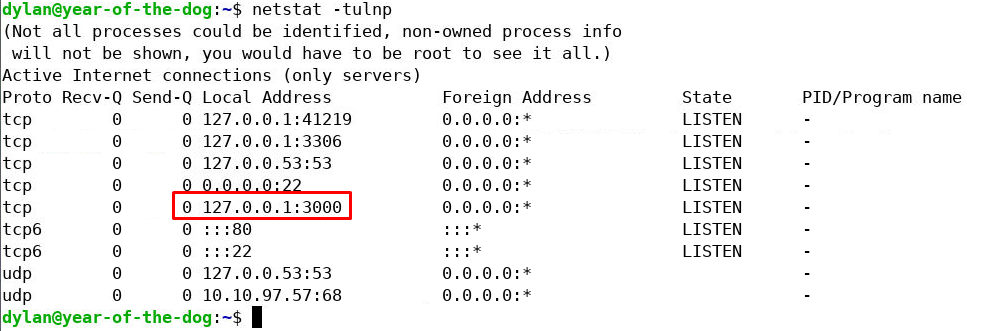 dylan@year-of-the-dog:~$ netstat -tulnp
(Not all processes could be identified, non-owned process info
 will not be shown, you would have to be root to see it all.)
Active Internet connections (only servers)
Proto Recv-Q Send-Q Local Address           Foreign Address         State       PID/Program name
tcp        0      0 127.0.0.1:41219         0.0.0.0:*               LISTEN      -
tcp        0      0 127.0.0.1:3306          0.0.0.0:*               LISTEN      -
tcp        0      0 127.0.0.53:53           0.0.0.0:*               LISTEN      -
tcp        0      0 0.0.0.0:22              0.0.0.0:*               LISTEN      -
tcp        0      0 127.0.0.1:3000          0.0.0.0:*               LISTEN      -
tcp6       0      0 :::80                   :::*                    LISTEN      -
tcp6       0      0 :::22                   :::*                    LISTEN      -
udp        0      0 127.0.0.53:53           0.0.0.0:*                           -
udp        0      0 10.10.97.57:68          0.0.0.0:*                           -
dylan@year-of-the-dog:~$